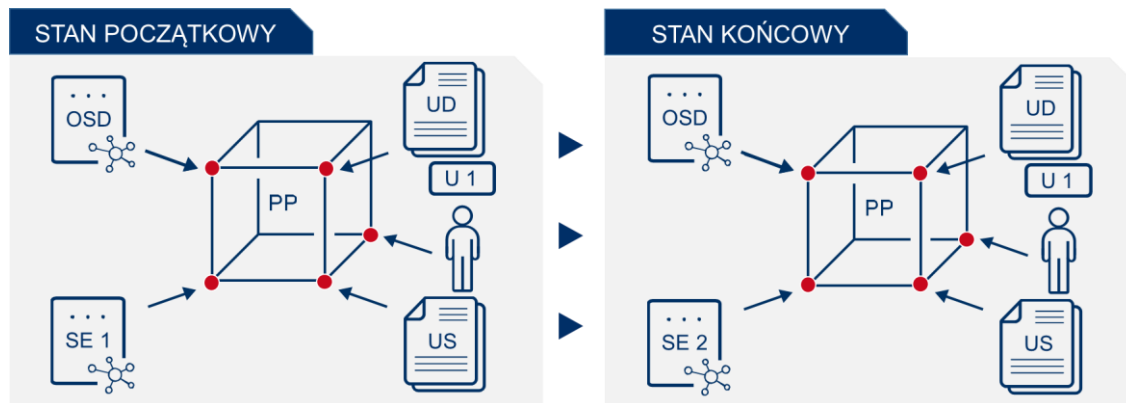 STAN POCZĄTKOWY
OSD
UD
U 1
PP
SE 1
US
STAN KOŃCOWY
OSD
UD
U 1
PP
SE 2
US